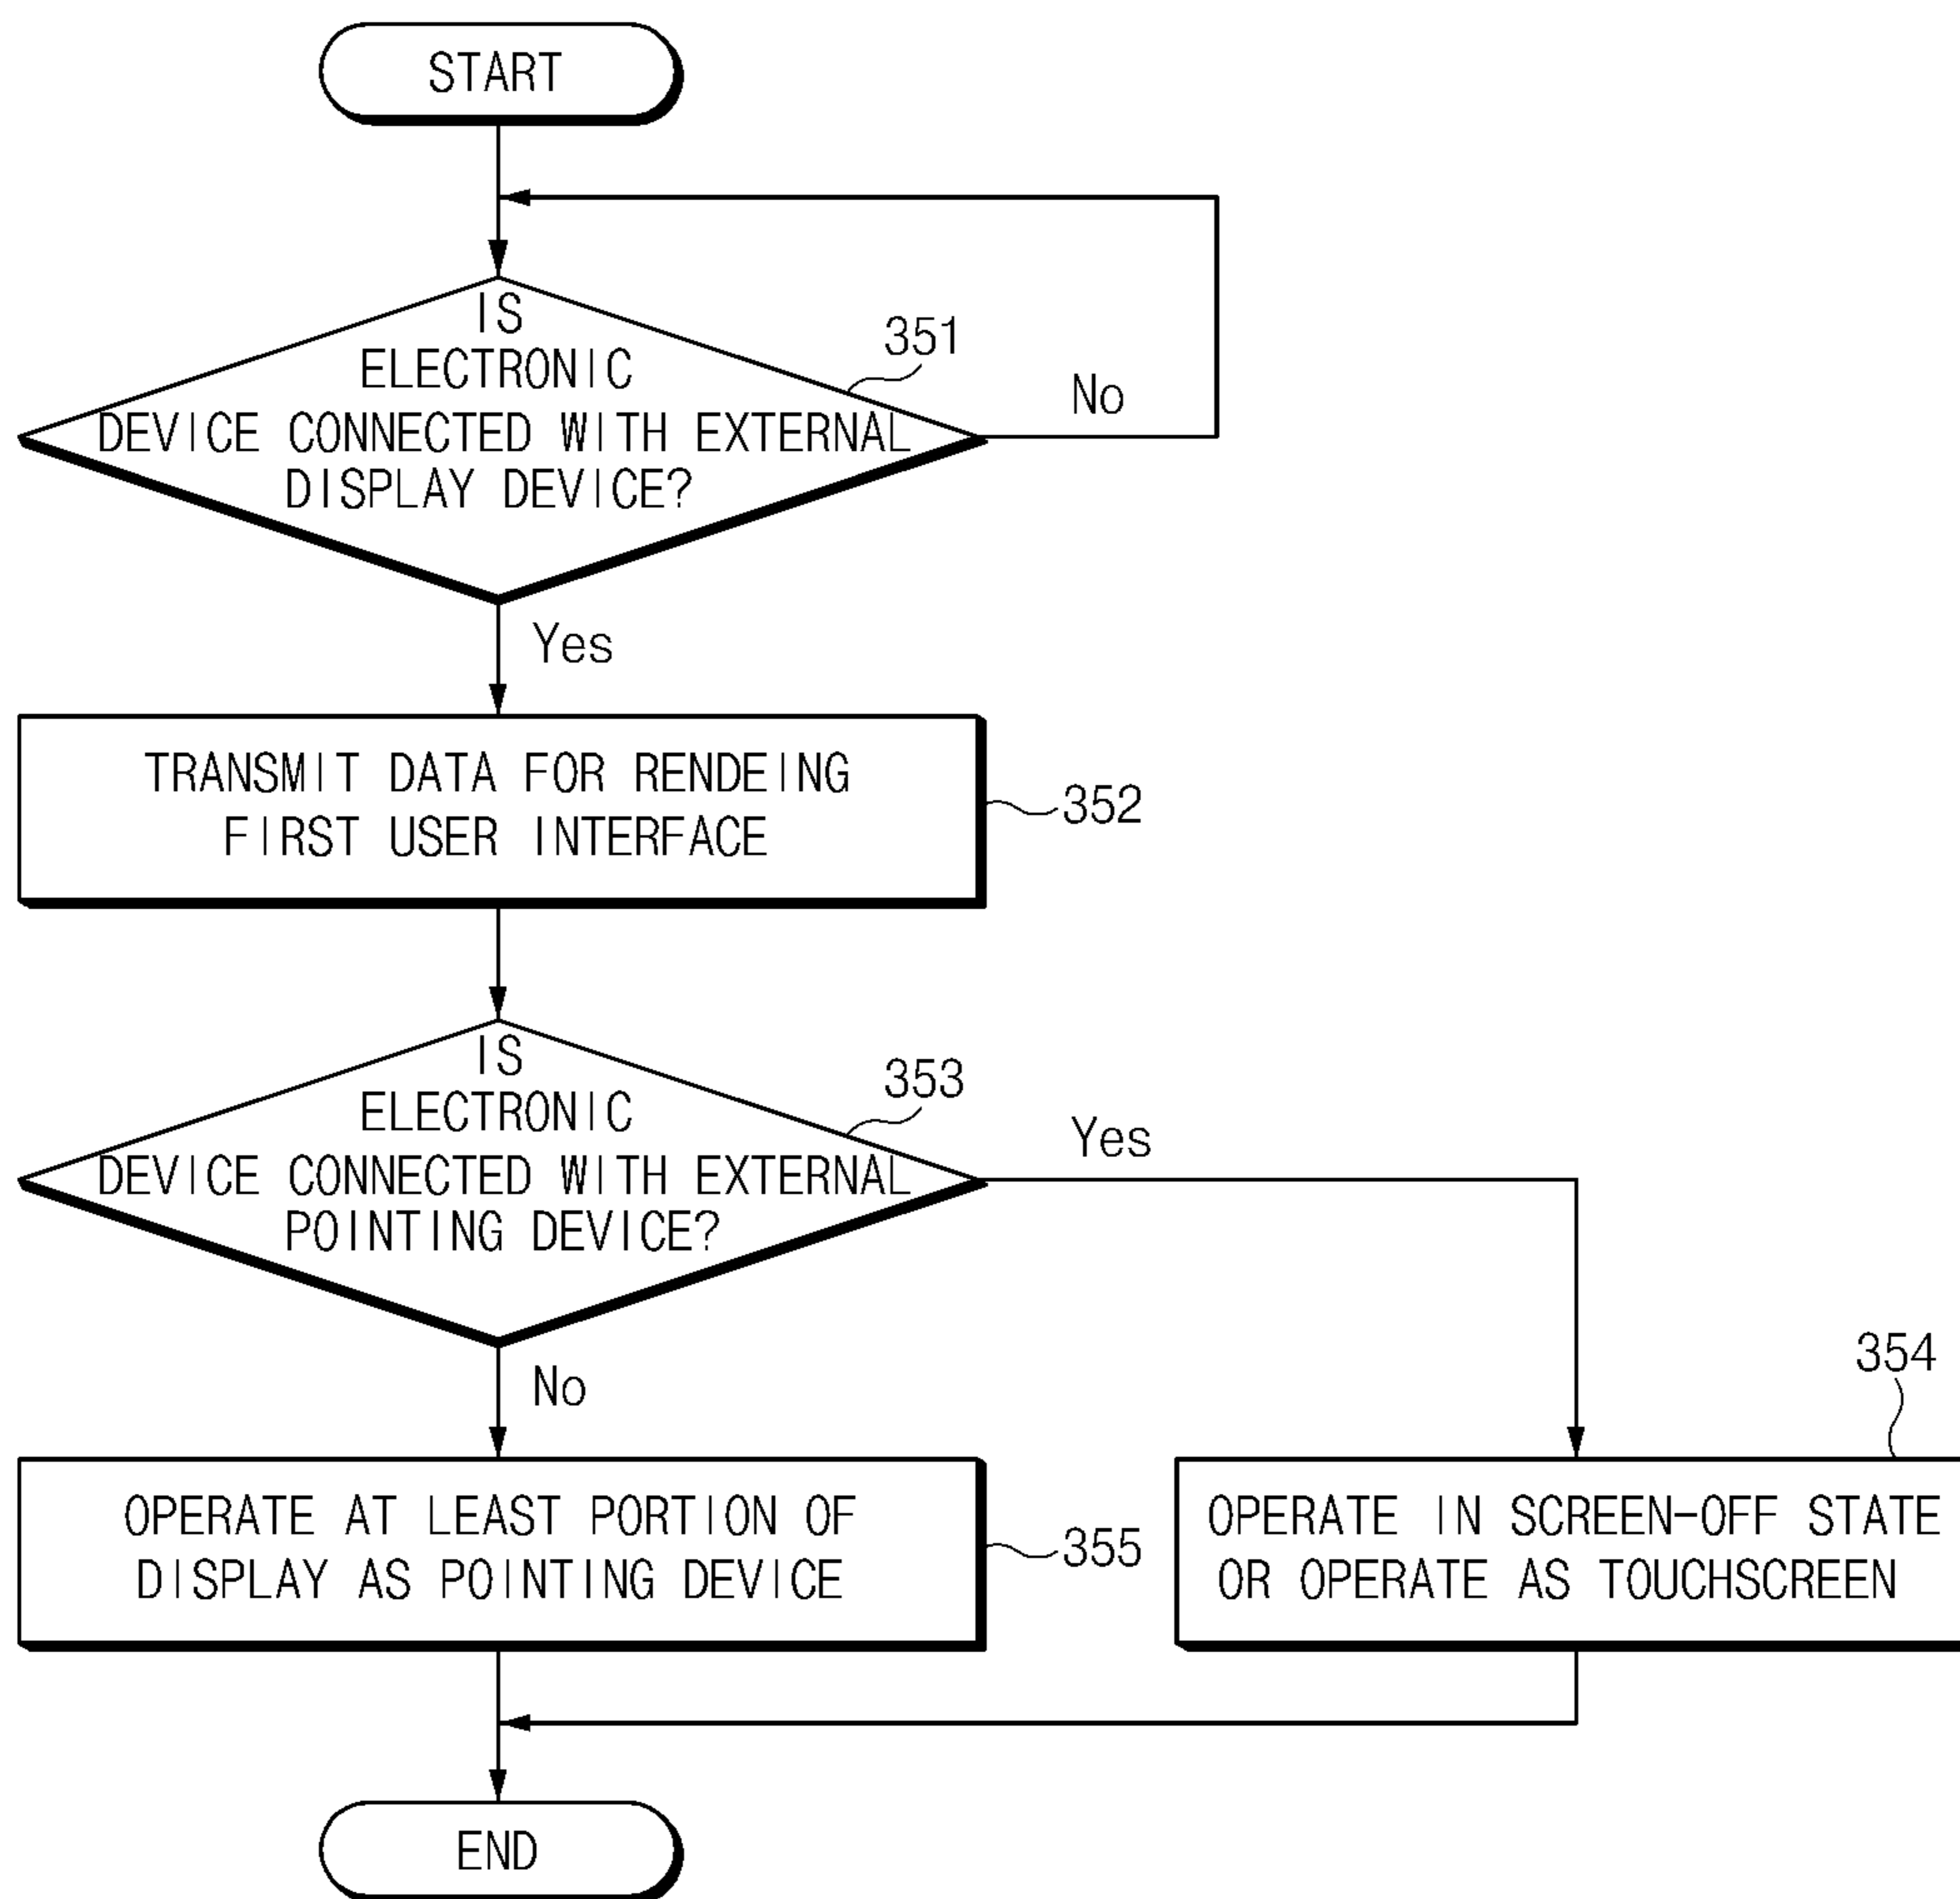 START
IS
ELECTRONIC
DEVICE CONNECTED WITH EXTERNAL
DISPLAY DEVICE?
351
No
Yes
TRANSMIT DATA FOR RENDEING
FIRST USER INTERFACE
352
IS
ELECTRONIC
DEVICE CONNECTED WITH EXTERNAL
POINTING DEVICE?
353
Yes
No
354
OPERATE AT LEAST PORTION OF
DISPLAY AS POINTING DEVICE
355
OPERATE IN SCREEN-OFF STATE
OR OPERATE AS TOUCHSCREEN
END